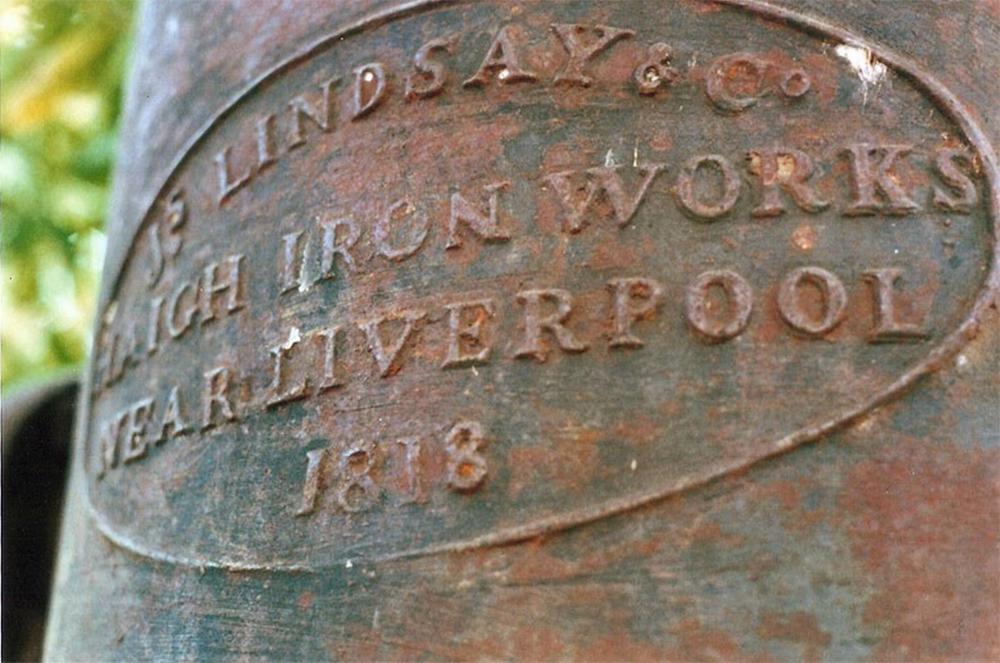 Js LINDSAY & Co
HAIGH IRON WORKS
NEAR LIVERPOOL
1818